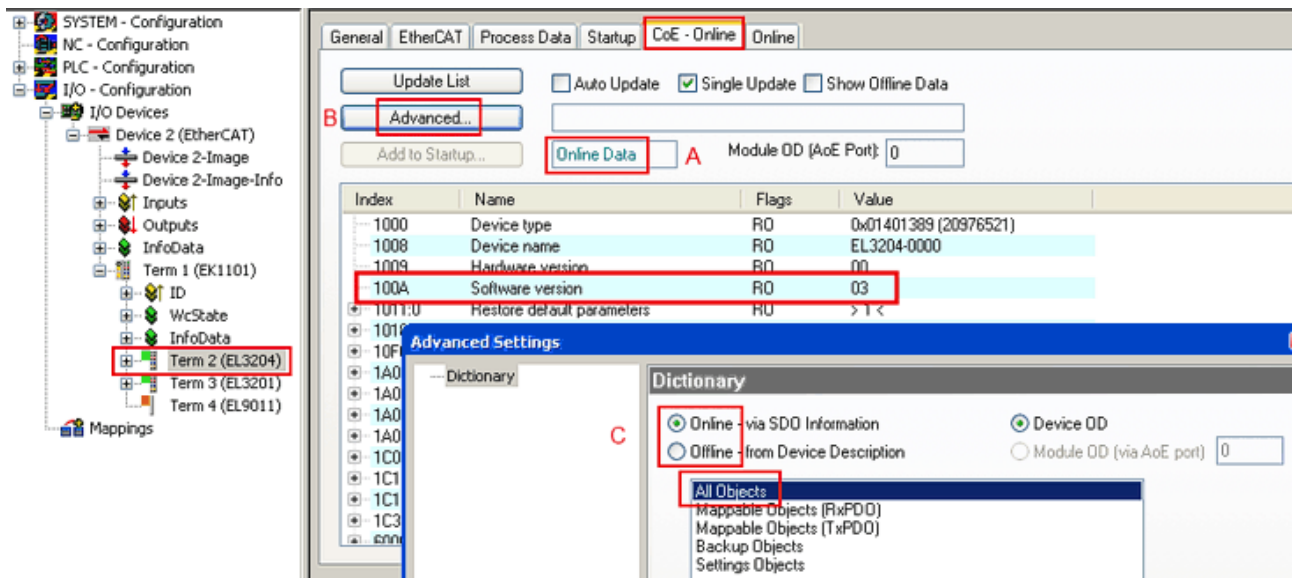 SYSTEM - Configuration
NC - Configuration
PLC - Configuration
I/O - Configuration
I/O Devices
Device 2 (EtherCAT)
Device 2-Image
Device 2-Image-Info
Inputs
Outputs
InfoData
Term 1 (EK1101)
ID
WcState
InfoData
Term 2 (EL3204)
Term 3 (EL3201)
Term 4 (EL9011)
Mappings
General EtherCAT Process Data Startup CoE - Online Online
Update List Auto Update Single Update Show Offline Data
B Advanced...
Add to Startup... Online Data A Module OD (AoE Port): 0
Index Name Flags Value
1000 Device type RO 0x01401389 (20976521)
1008 Device name RO EL3204-0000
1009 Hardware version RO 00
100A Software version RO 03
1011:0 Restore default parameters RO > 1 <
Advanced Settings
Dictionary
Dictionary
C Online - via SDO Information Device OD
Offline - from Device Description Module OD (via AoE port) 0
All Objects
Mappable Objects (RxPDO)
Mappable Objects (TxPDO)
Backup Objects
Settings Objects